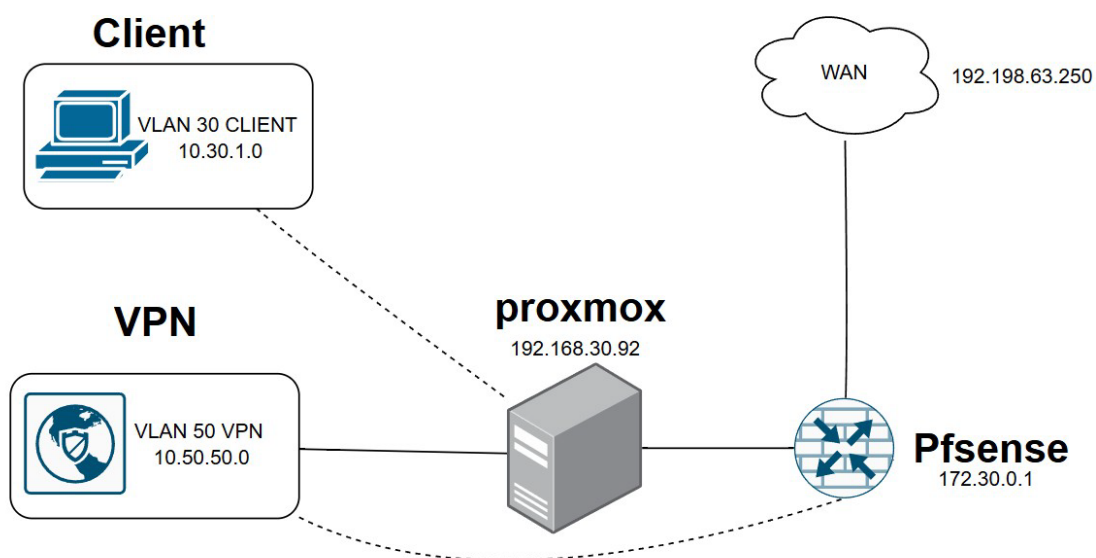 Client
VLAN 30 CLIENT
10.30.1.0
WAN
192.198.63.250
VPN
VLAN 50 VPN
10.50.50.0
proxmox
192.168.30.92
Pfsense
172.30.0.1